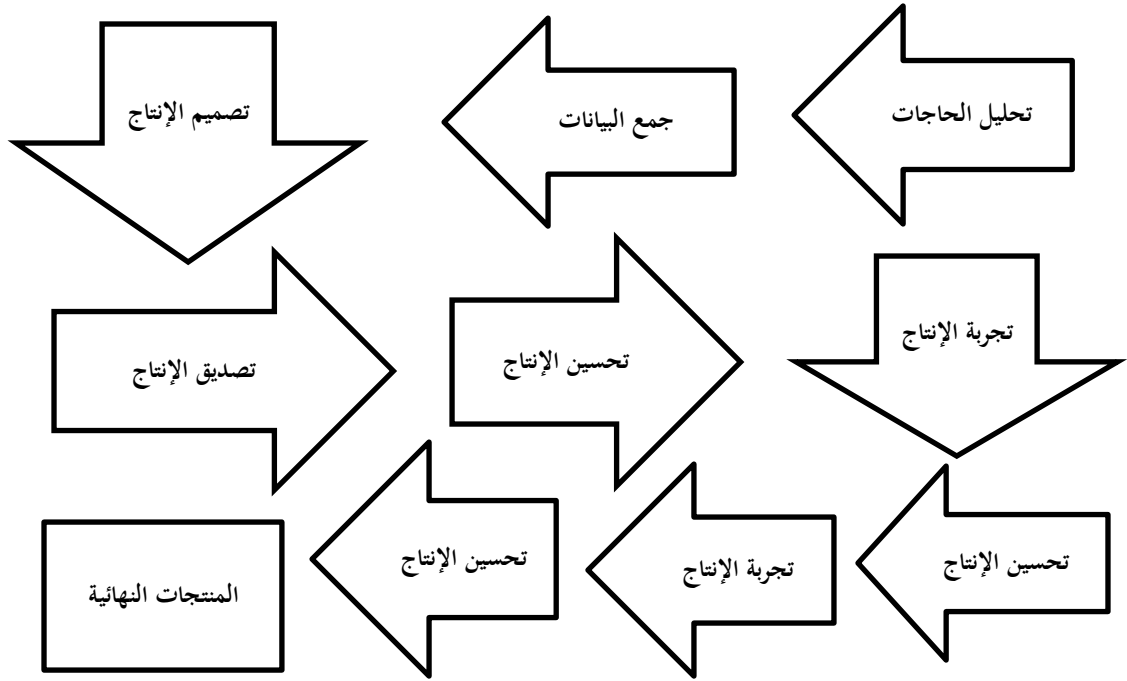 تحليل الحاجات
جمع البيانات
تصميم الإنتاج
تصديق الإنتاج
تحسين الإنتاج
تجربة الإنتاج
تحسين الإنتاج
تجربة الإنتاج
تحسين الإنتاج
المنتجات النهائية